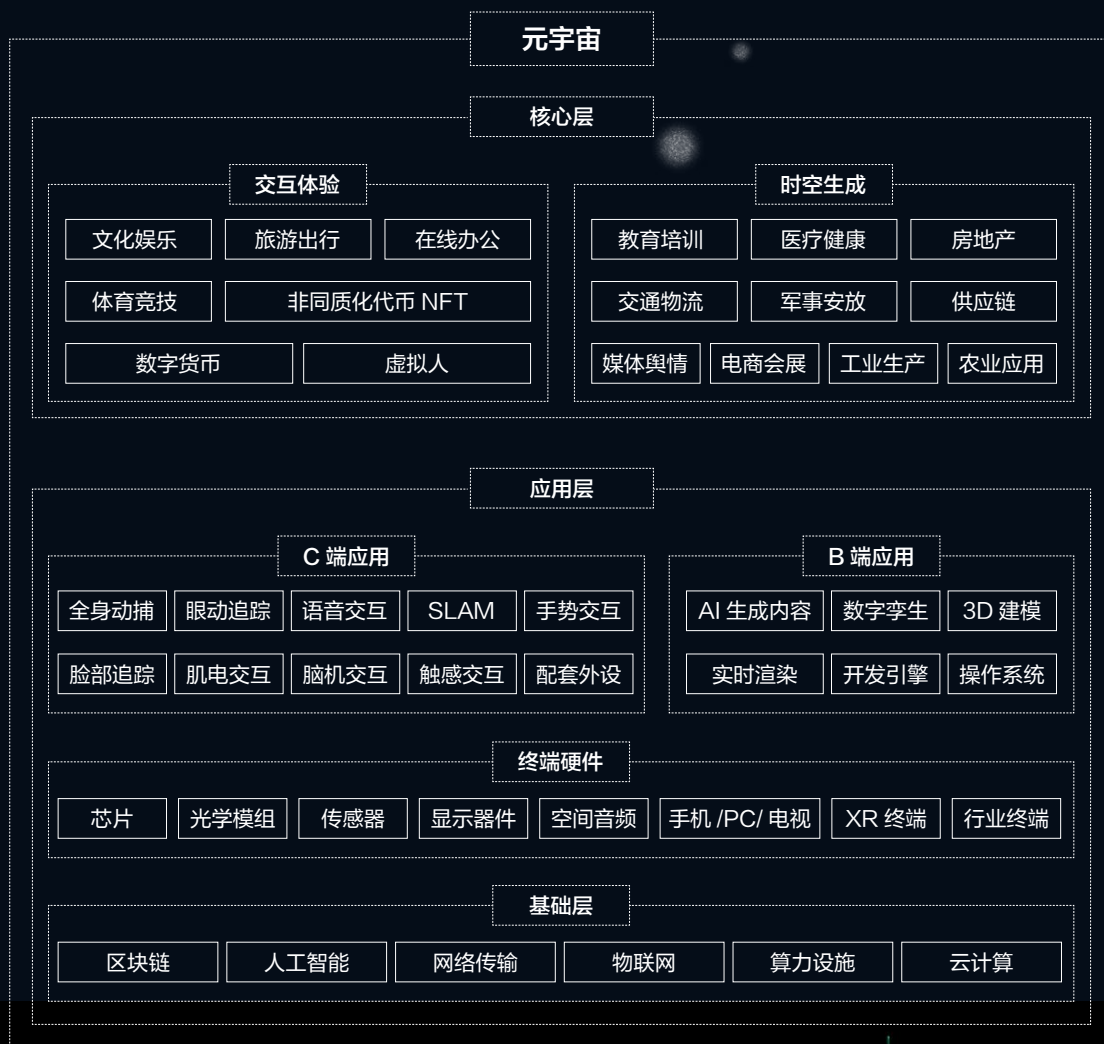 元宇宙
核心层
交互体验
时空生成
文化娱乐 旅游出行 在线办公
教育培训 医疗健康 房地产
体育竞技 非同质化代币 NFT
交通物流 军事安放 供应链
数字货币 虚拟人
媒体舆情 电商会展 工业生产 农业应用
应用层
C 端应用
B 端应用
全身动捕 眼动追踪 语音交互 SLAM 手势交互
AI 生成内容 数字孪生 3D 建模
脸部追踪 肌电交互 脑机交互 触感交互 配套外设
实时渲染 开发引擎 操作系统
终端硬件
芯片 光学模组 传感器 显示器件 空间音频 手机 /PC/ 电视 XR 终端 行业终端
基础层
区块链 人工智能 网络传输 物联网 算力设施 云计算